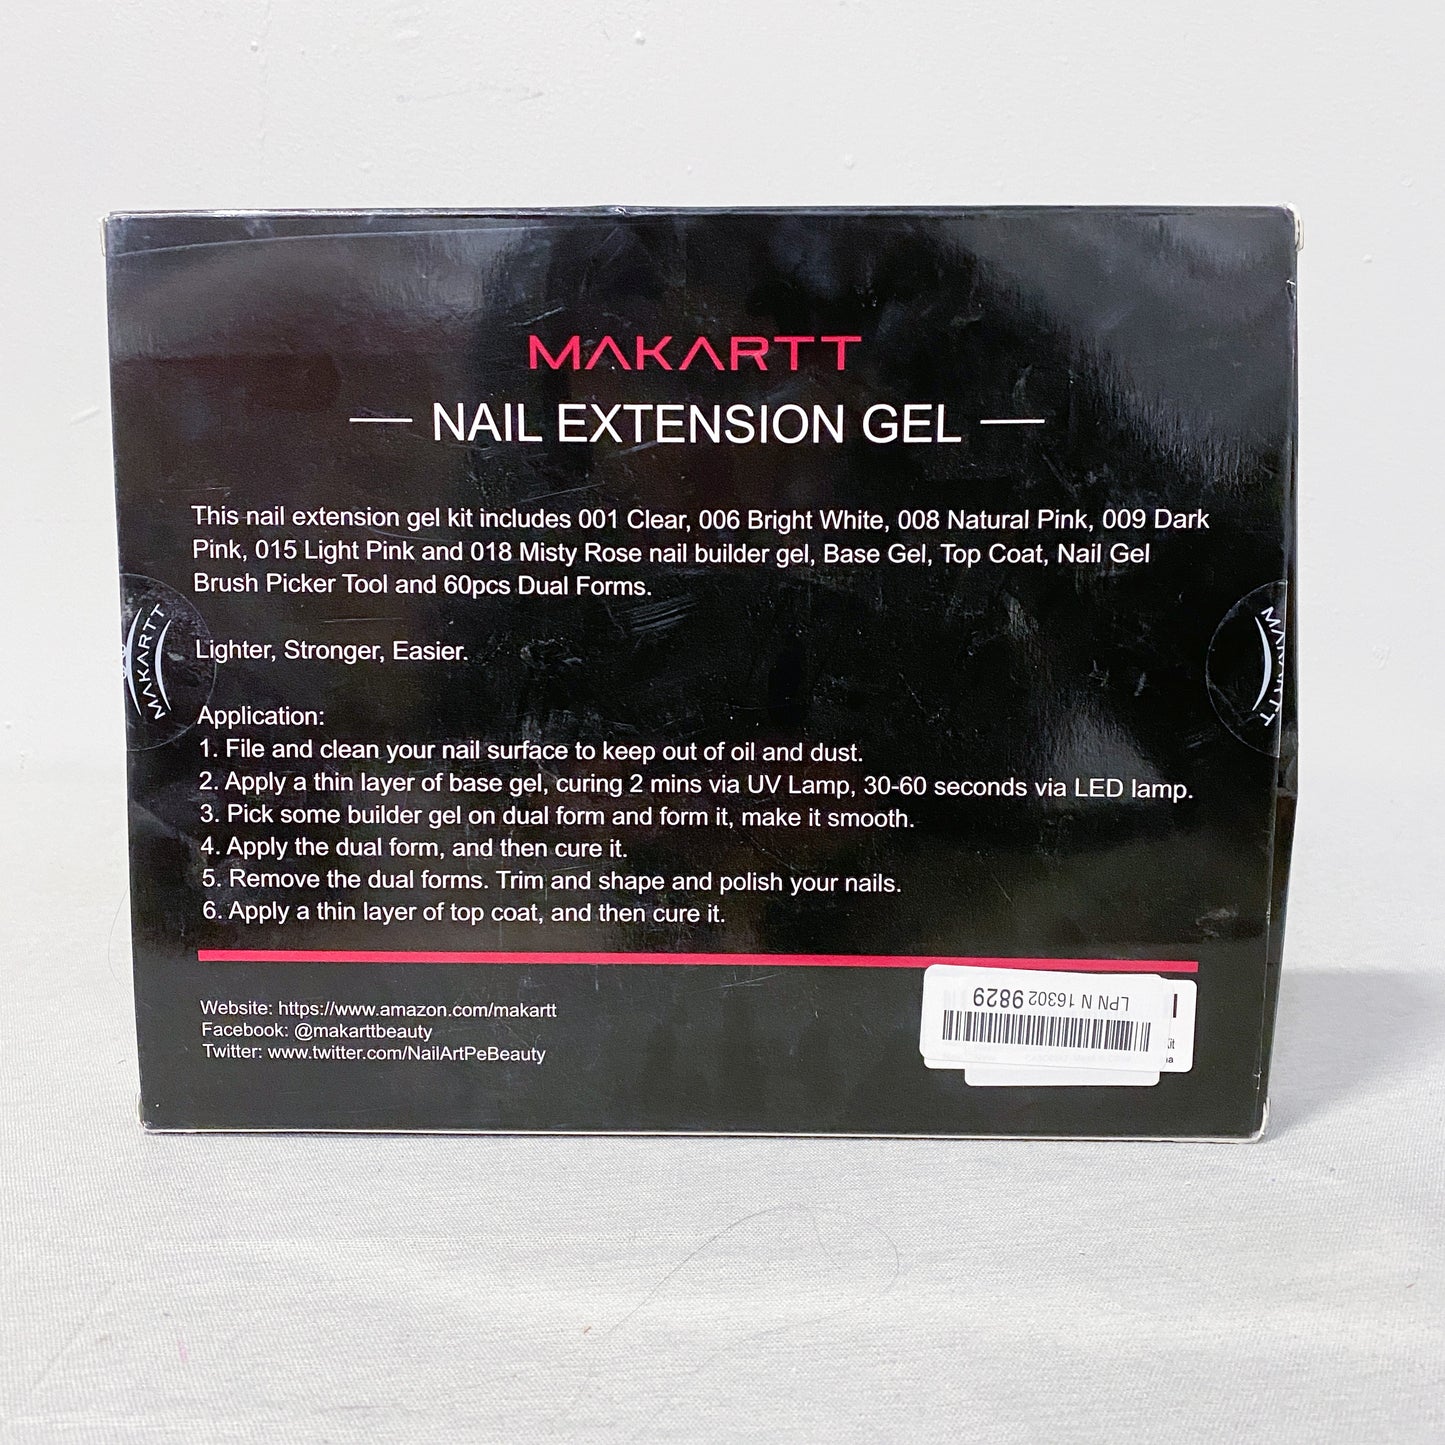 MAKARTT
NAIL EXTENSION GEL
This nail extension gel kit includes 001 Clear, 006 Bright White, 008 Natural Pink, 009 Dark
Pink, 015 Light Pink and 018 Misty Rose nail builder gel, Base Gel, Top Coat, Nail Gel
Brush Picker Tool and 60pcs Dual Forms.
Lighter, Stronger, Easier.
MAKARTT
MAKARTT
Application:
1. File and clean your nail surface to keep out of oil and dust.
2. Apply a thin layer of base gel, curing 2 mins via UV Lamp, 30-60 seconds via LED lamp.
3. Pick some builder gel on dual form and form it, make it smooth.
4. Apply the dual form, and then cure it.
5. Remove the dual forms. Trim and shape and polish your nails.
6. Apply a thin layer of top coat, and then cure it.
Website: https://www.amazon.com/makartt
Facebook: @makarttbeauty
Twitter: www.twitter.com/NailArtPeBeauty
LPN N 16302 9829